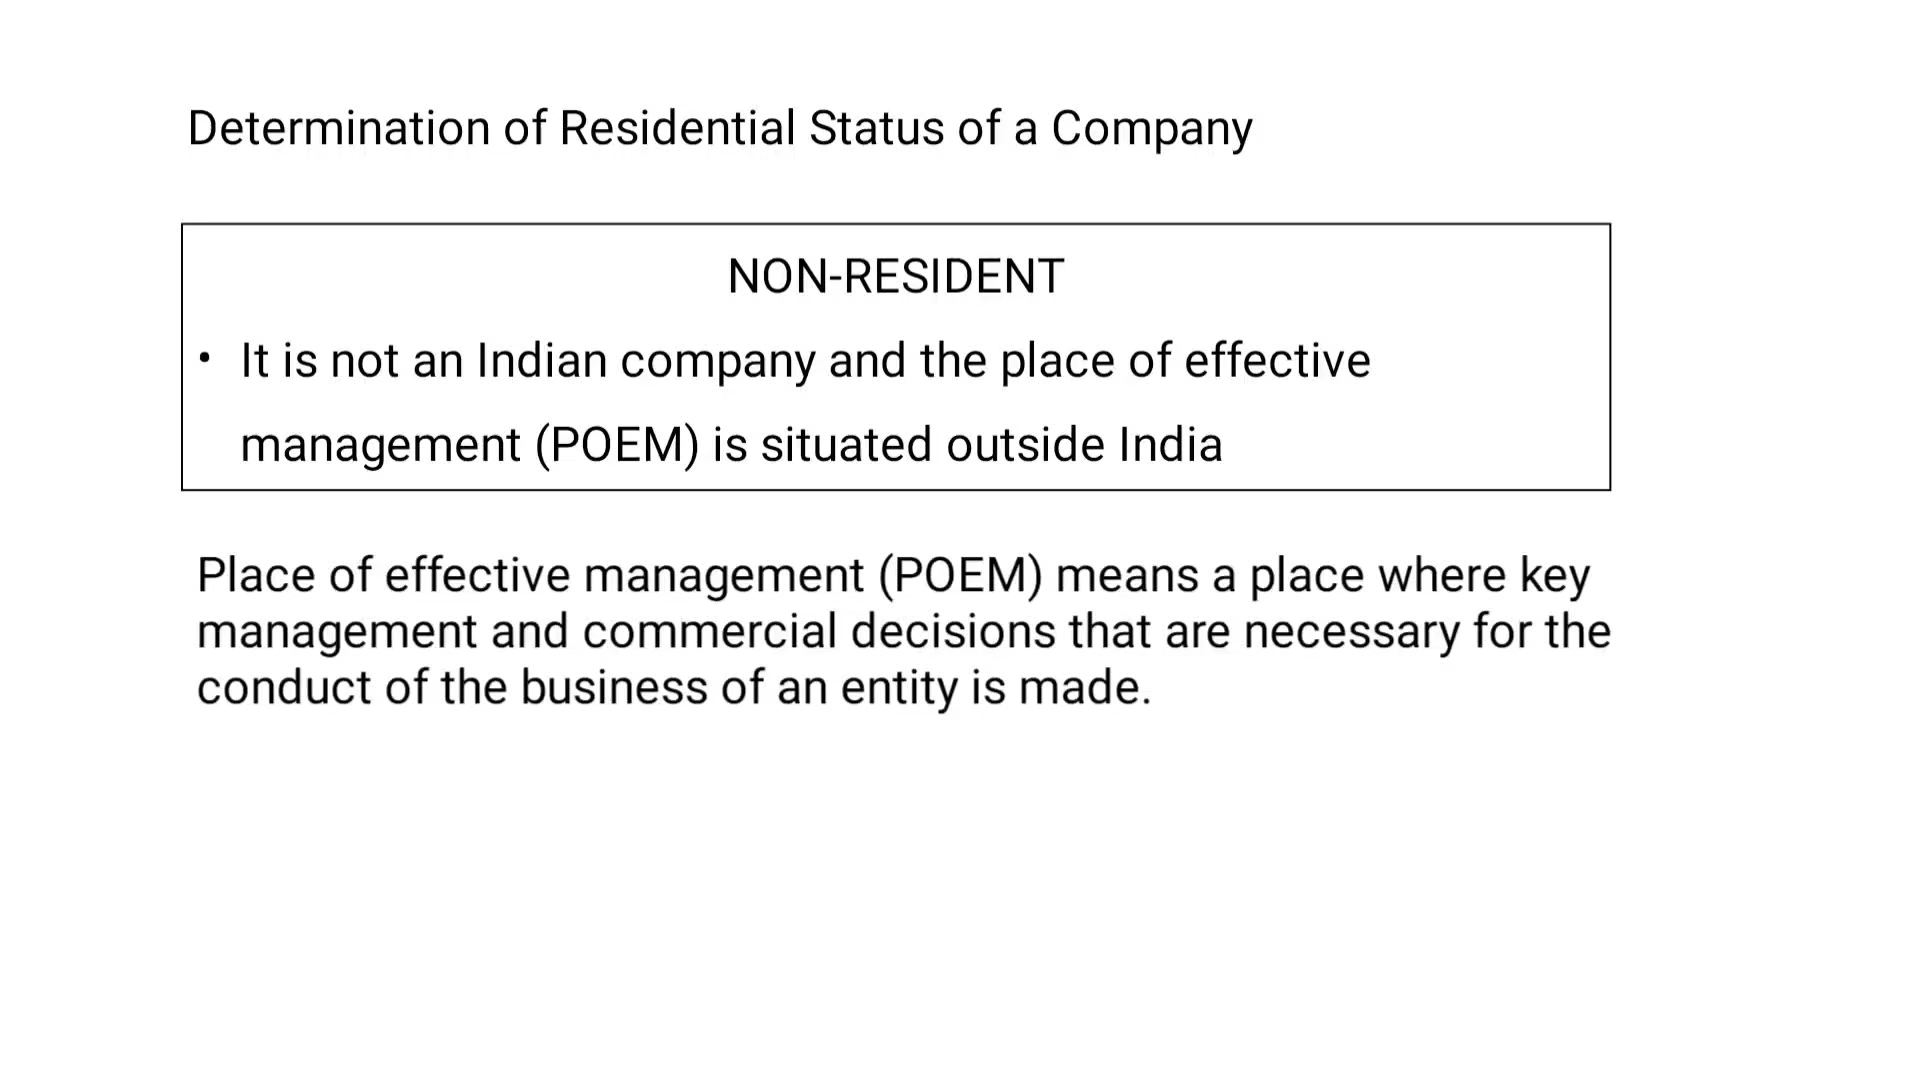 Determination of Residential Status of a Company
NON-RESIDENT
• It is not an Indian company and the place of effective
management (POEM) is situated outside India
Place of effective management (POEM) means a place where key
management and commercial decisions that are necessary for the
conduct of the business of an entity is made.